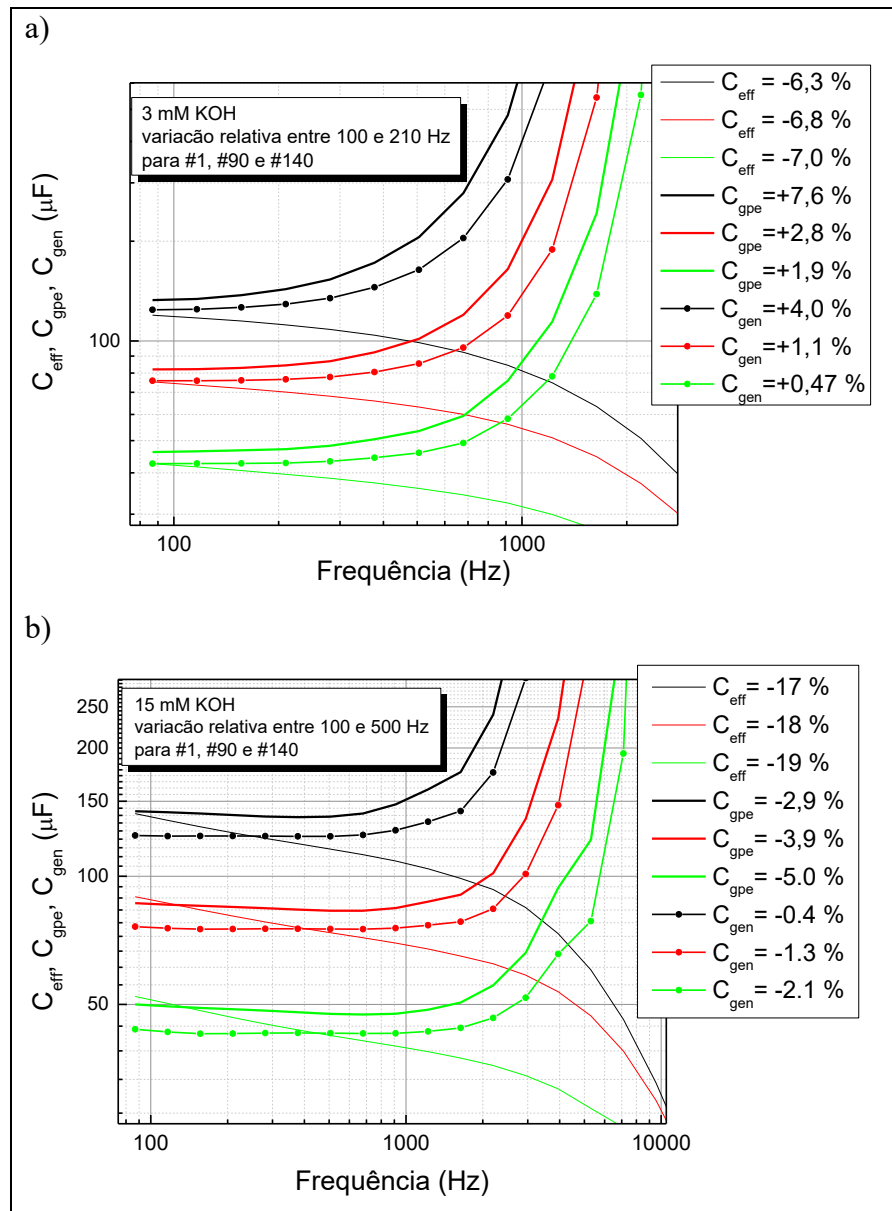 a)
3 mM KOH
variacão relativa entre 100 e 210 Hz
para #1, #90 e #140
C_eff = -6,3 %
C_eff = -6,8 %
C_eff = -7,0 %
C_gpe=+7,6 %
C_gpe=+2,8 %
C_gpe=+1,9 %
C_gen=+4,0 %
C_gen=+1,1 %
C_gen=+0,47 %
C_eff, C_gpe, C_gen (μF)
100
100
1000
Frequência (Hz)
b)
15 mM KOH
variacão relativa entre 100 e 500 Hz
para #1, #90 e #140
C_eff= -17 %
C_eff= -18 %
C_eff= -19 %
C_gpe= -2,9 %
C_gpe= -3,9 %
C_gpe= -5.0 %
C_gen= -0.4 %
C_gen= -1.3 %
C_gen= -2.1 %
C_eff, C_gpe, C_gen (μF)
250
200
150
100
50
100
1000
10000
Frequência (Hz)